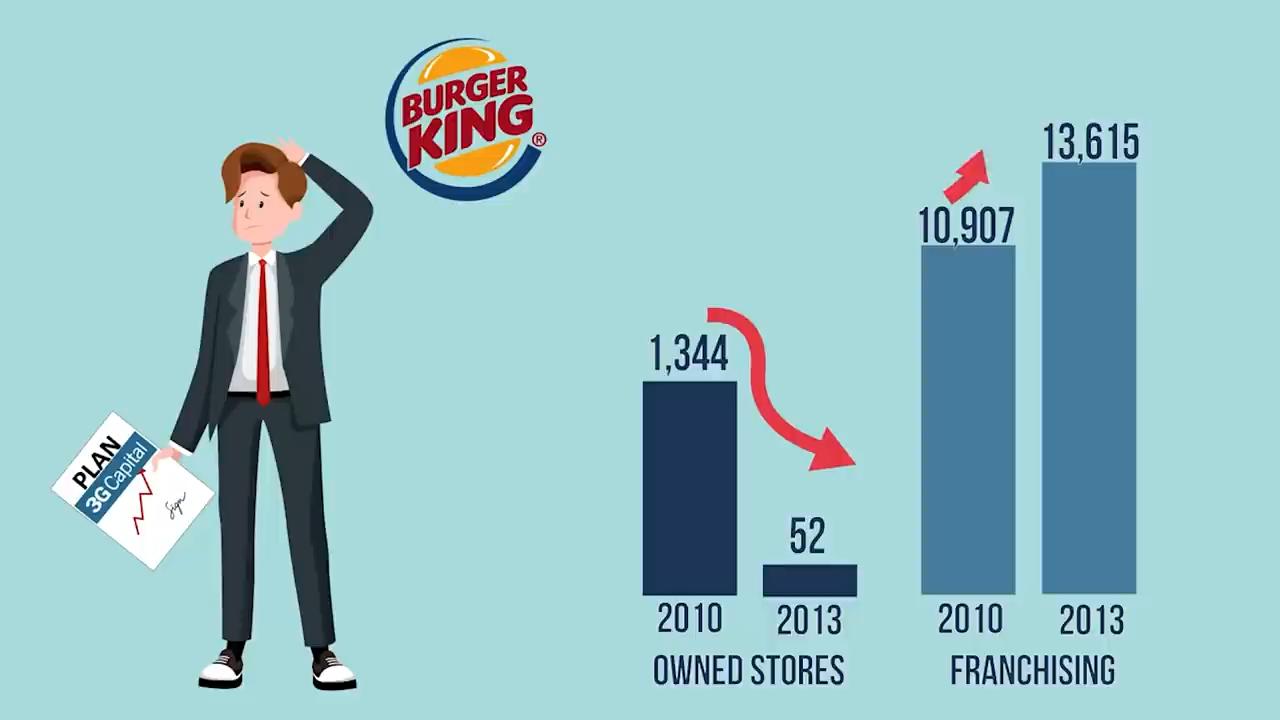 BURGER
KING®
PLAN
3G Capital
Sign
1,344
52
10,907
13,615
2010
2013
2010
2013
OWNED STORES
FRANCHISING